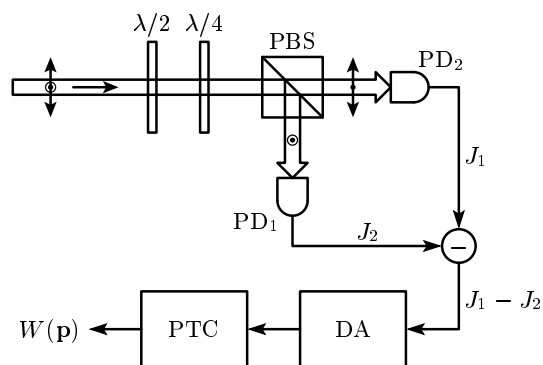 λ/2
λ/4
PBS
PD₂
J₁
PD₁
J₂
−
J₁ − J₂
W(p)
PTC
DA